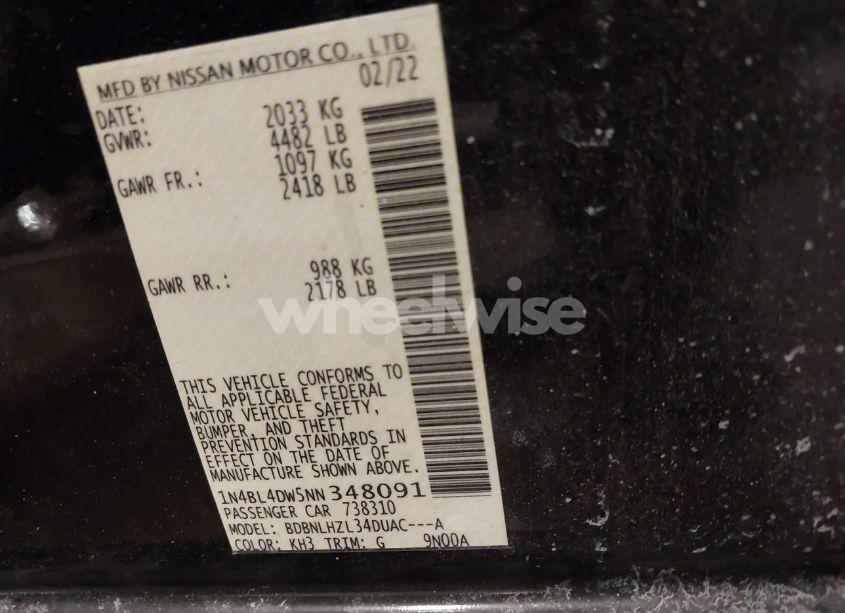 MFD BY NISSAN MOTOR CO., LTD.
DATE: 02/22
GVWR: 2033 KG
4482 LB
GAWR FR.: 1097 KG
2418 LB
GAWR RR.: 988 KG
2178 LB
wheelwise
THIS VEHICLE CONFORMS TO
ALL APPLICABLE FEDERAL
MOTOR VEHICLE SAFETY,
BUMPER, AND THEFT
PREVENTION STANDARDS IN
EFFECT ON THE DATE OF
MANUFACTURE SHOWN ABOVE.
1N4BL4DW5NN348091
PASSENGER CAR 738310
MODEL: BDBNLHZL34DUAC---A
COLOR: KH3 TRIM: G 9N00A